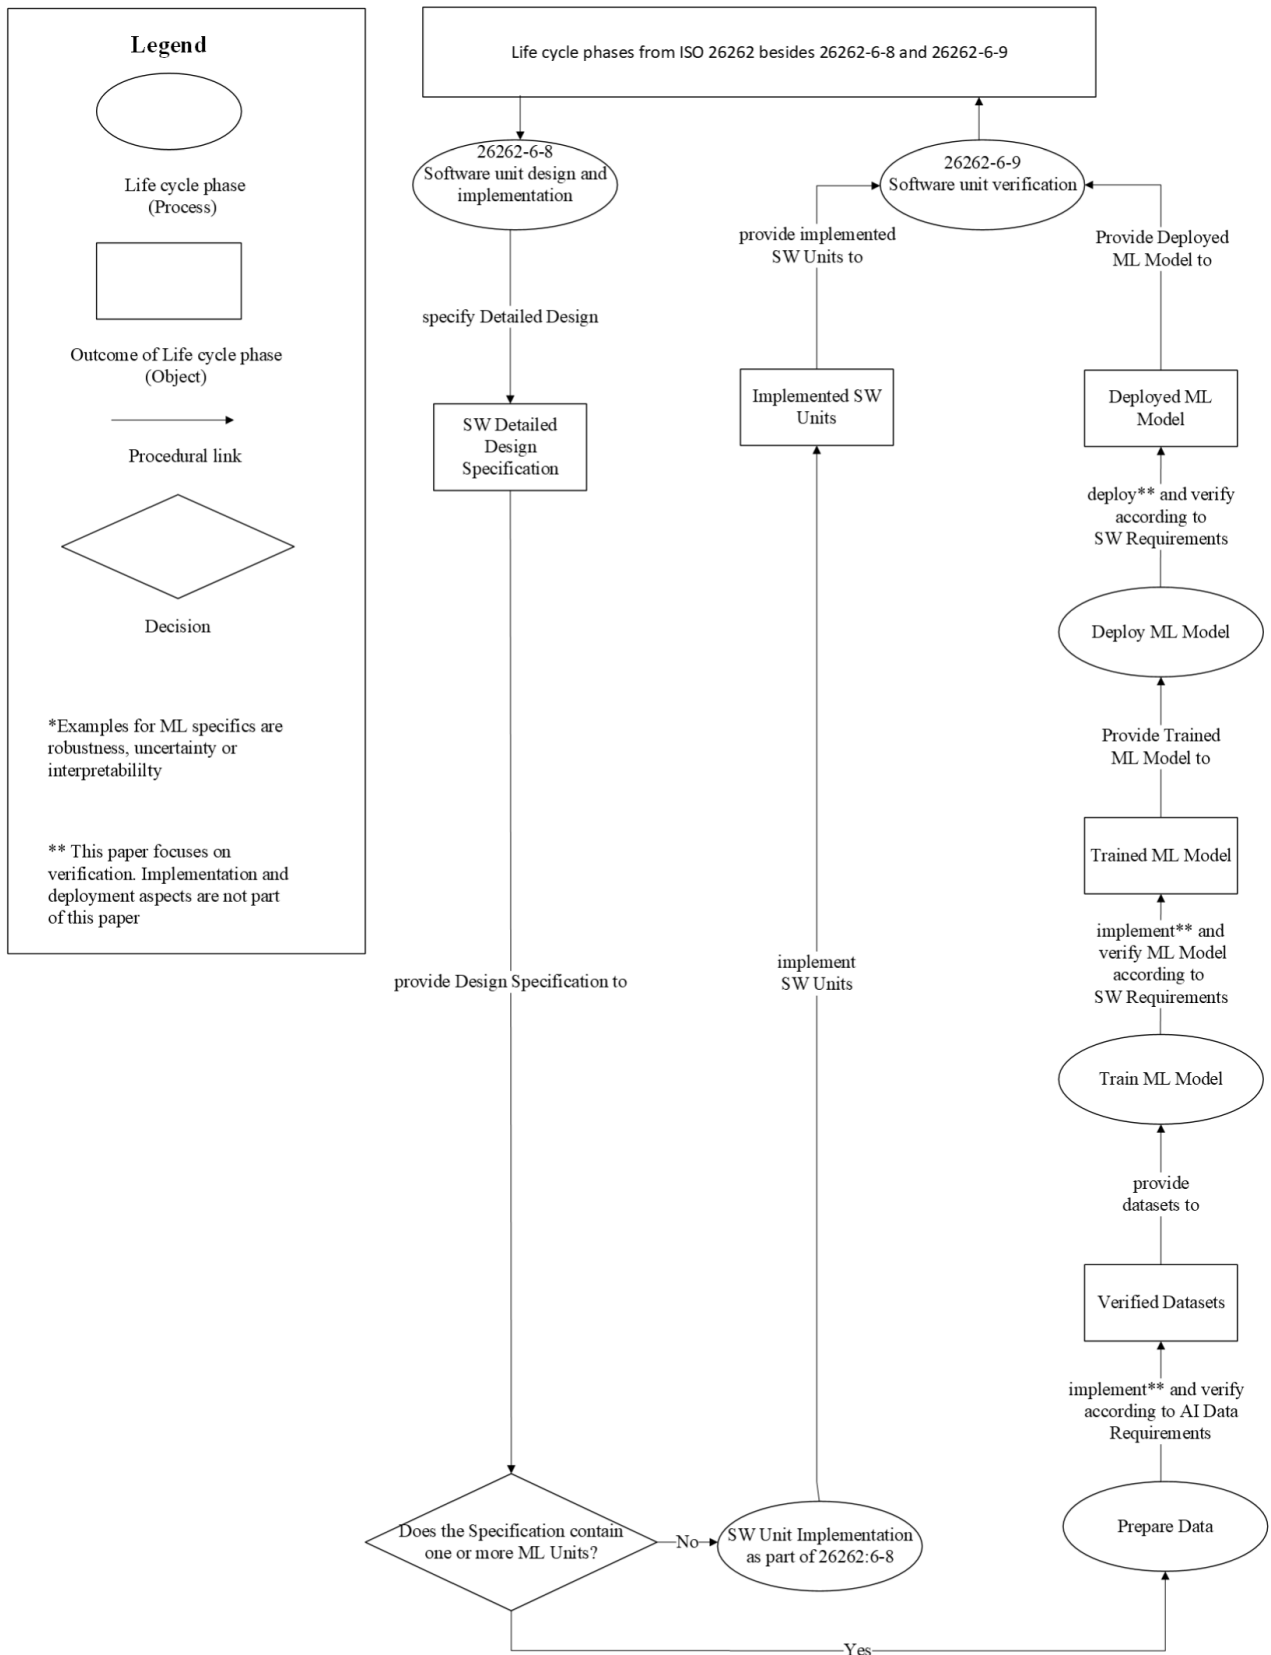 Legend
Life cycle phase
(Process)
Outcome of Life cycle phase
(Object)
Procedural link
Decision
*Examples for ML specifics are
robustness, uncertainty or
interpretabililty
** This paper focuses on
verification. Implementation and
deployment aspects are not part
of this paper
Life cycle phases from ISO 26262 besides 26262-6-8 and 26262-6-9
26262-6-8
Software unit design and
implementation
specify Detailed Design
SW Detailed
Design
Specification
provide Design Specification to
Does the Specification contain
one or more ML Units?
No
SW Unit Implementation
as part of 26262:6-8
implement
SW Units
Implemented SW
Units
provide implemented
SW Units to
26262-6-9
Software unit verification
Yes
Prepare Data
implement** and verify
according to AI Data
Requirements
Verified Datasets
provide
datasets to
Train ML Model
implement** and
verify ML Model
according to
SW Requirements
Trained ML Model
Provide Trained
ML Model to
Deploy ML Model
deploy** and verify
according to
SW Requirements
Deployed ML
Model
Provide Deployed
ML Model to